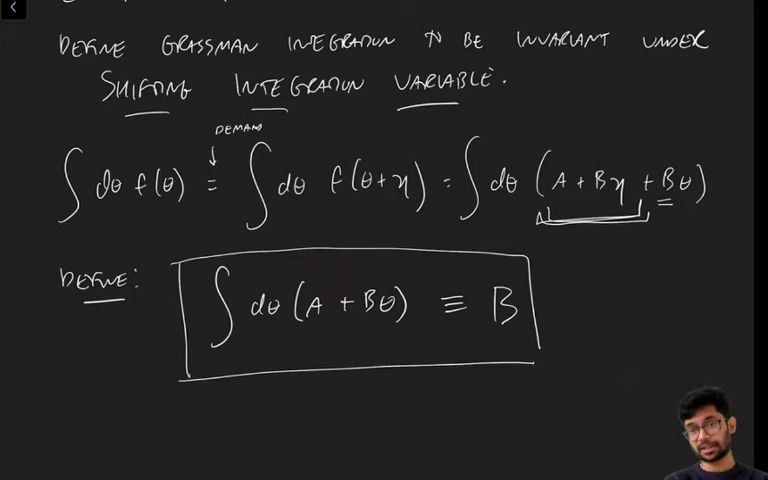 DEFINE GRASSMAN INTEGRATION TO BE INVARIANT UNDER
SHIFTING INTEGRATION VARIABLE.
DEMAND
∫ dθ f(θ) = ∫ dθ f(θ+η) = ∫ dθ (A + Bη + Bθ)
DEFINE:
∫ dθ (A + Bθ) ≡ B